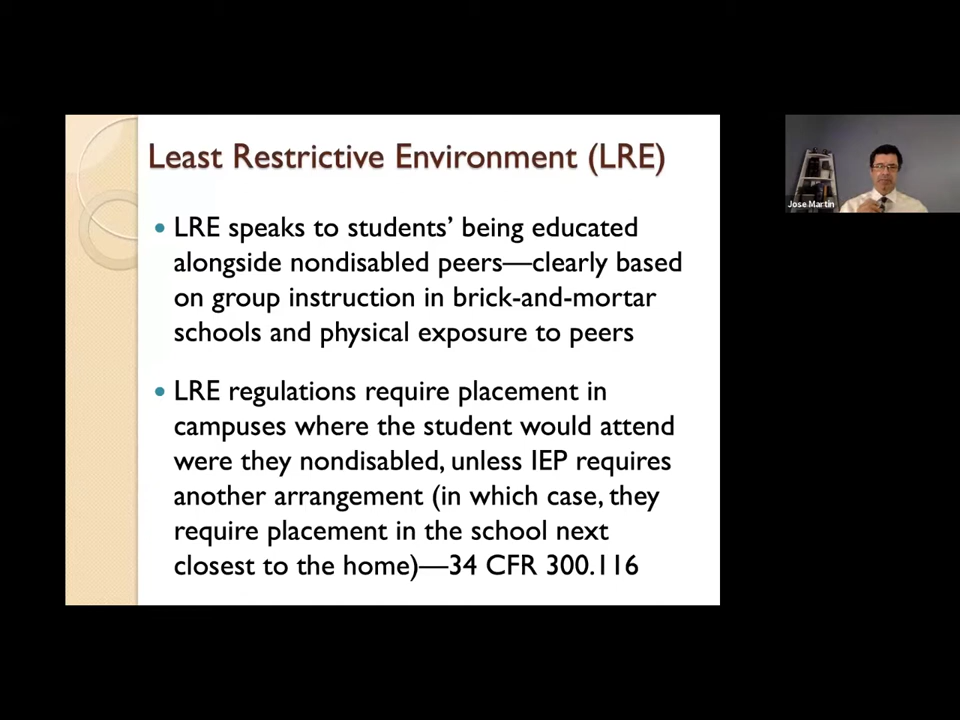 Least Restrictive Environment (LRE)
• LRE speaks to students’ being educated
alongside nondisabled peers—clearly based
on group instruction in brick-and-mortar
schools and physical exposure to peers
• LRE regulations require placement in
campuses where the student would attend
were they nondisabled, unless IEP requires
another arrangement (in which case, they
require placement in the school next
closest to the home)—34 CFR 300.116
Jose Martin